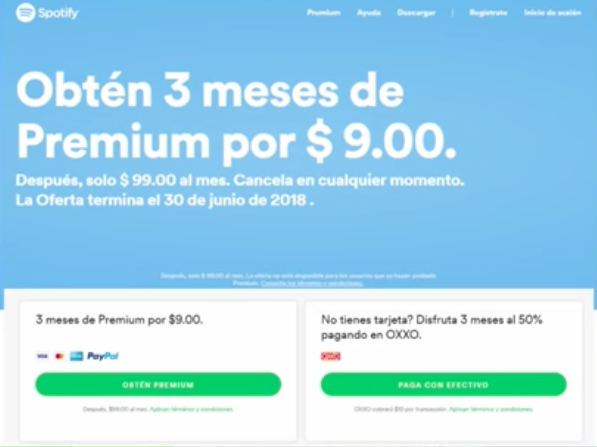 Spotify
Premium Ayuda Descargar | Regístrate Inicio de sesión
Obtén 3 meses de
Premium por $ 9.00.
Después, solo $ 99.00 al mes. Cancela en cualquier momento.
La Oferta termina el 30 de junio de 2018 .
Después, solo $ 99.00 al mes. La oferta no está disponible para los usuarios que ya hayan probado
Premium. Consulta los términos y condiciones.
3 meses de Premium por $9.00.
VISA PayPal
OBTÉN PREMIUM
Después, $99.00 al mes. Aplican términos y condiciones.
No tienes tarjeta? Disfruta 3 meses al 50%
pagando en OXXO.
OXXO
PAGA CON EFECTIVO
OXXO cobrará $10 por transacción. Aplican términos y condiciones.